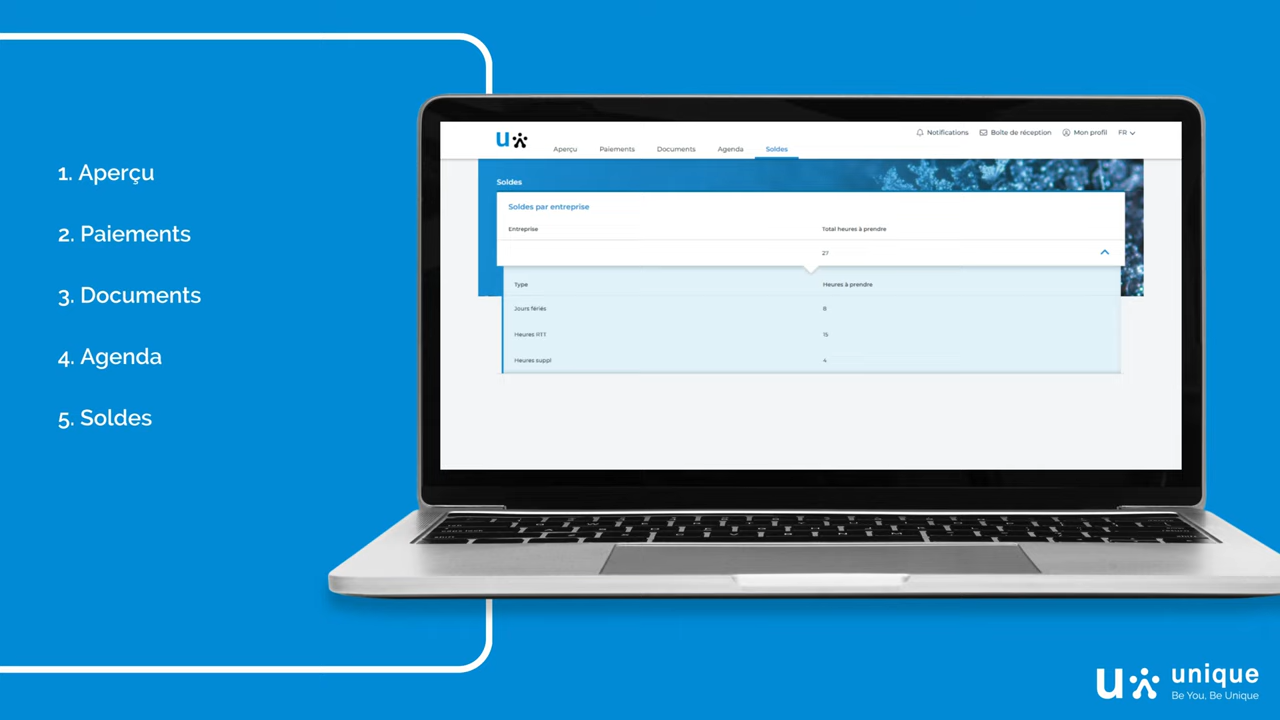 1. Aperçu
2. Paiements
3. Documents
4. Agenda
5. Soldes
u
Notifications Boîte de réception Mon profil FR
Aperçu Paiements Documents Agenda Soldes
Soldes
Soldes par entreprise
Entreprise Total heures à prendre
27
Type Heures à prendre
Jours fériés 8
Heures RTT 15
Heures suppl 4
u unique
Be You, Be Unique